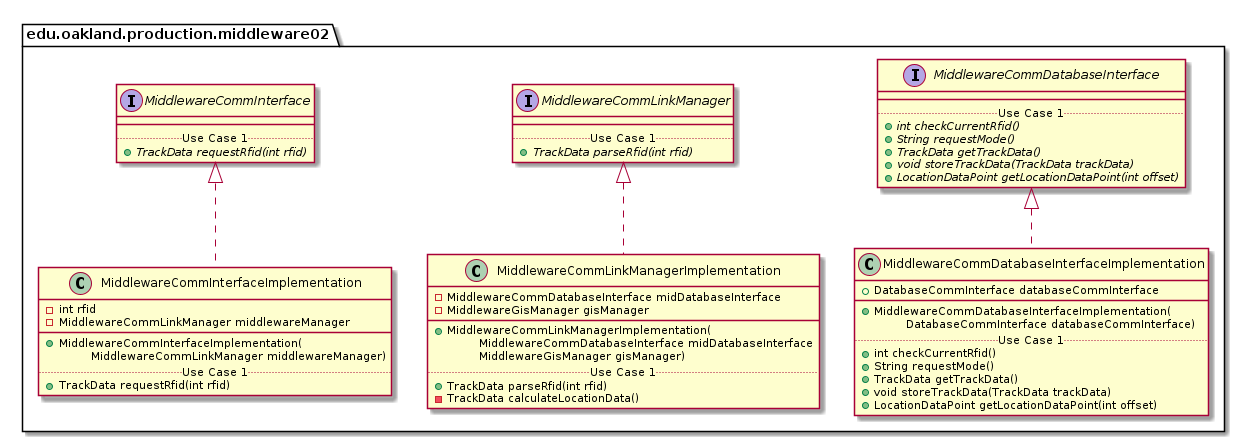 edu.oakland.production.middleware02
I MiddlewareCommInterface
Use Case 1
TrackData requestRfid(int rfid)
I MiddlewareCommLinkManager
Use Case 1
TrackData parseRfid(int rfid)
I MiddlewareCommDatabaseInterface
Use Case 1
int checkCurrentRfid()
String requestMode()
TrackData getTrackData()
void storeTrackData(TrackData trackData)
LocationDataPoint getLocationDataPoint(int offset)
C MiddlewareCommInterfaceImplementation
int rfid
MiddlewareCommLinkManager middlewareManager
MiddlewareCommInterfaceImplementation(
MiddlewareCommLinkManager middlewareManager)
Use Case 1
TrackData requestRfid(int rfid)
C MiddlewareCommLinkManagerImplementation
MiddlewareCommDatabaseInterface midDatabaseInterface
MiddlewareGisManager gisManager
MiddlewareCommLinkManagerImplementation(
MiddlewareCommDatabaseInterface midDatabaseInterface
MiddlewareGisManager gisManager)
Use Case 1
TrackData parseRfid(int rfid)
TrackData calculateLocationData()
C MiddlewareCommDatabaseInterfaceImplementation
DatabaseCommInterface databaseCommInterface
MiddlewareCommDatabaseInterfaceImplementation(
DatabaseCommInterface databaseCommInterface)
Use Case 1
int checkCurrentRfid()
String requestMode()
TrackData getTrackData()
void storeTrackData(TrackData trackData)
LocationDataPoint getLocationDataPoint(int offset)